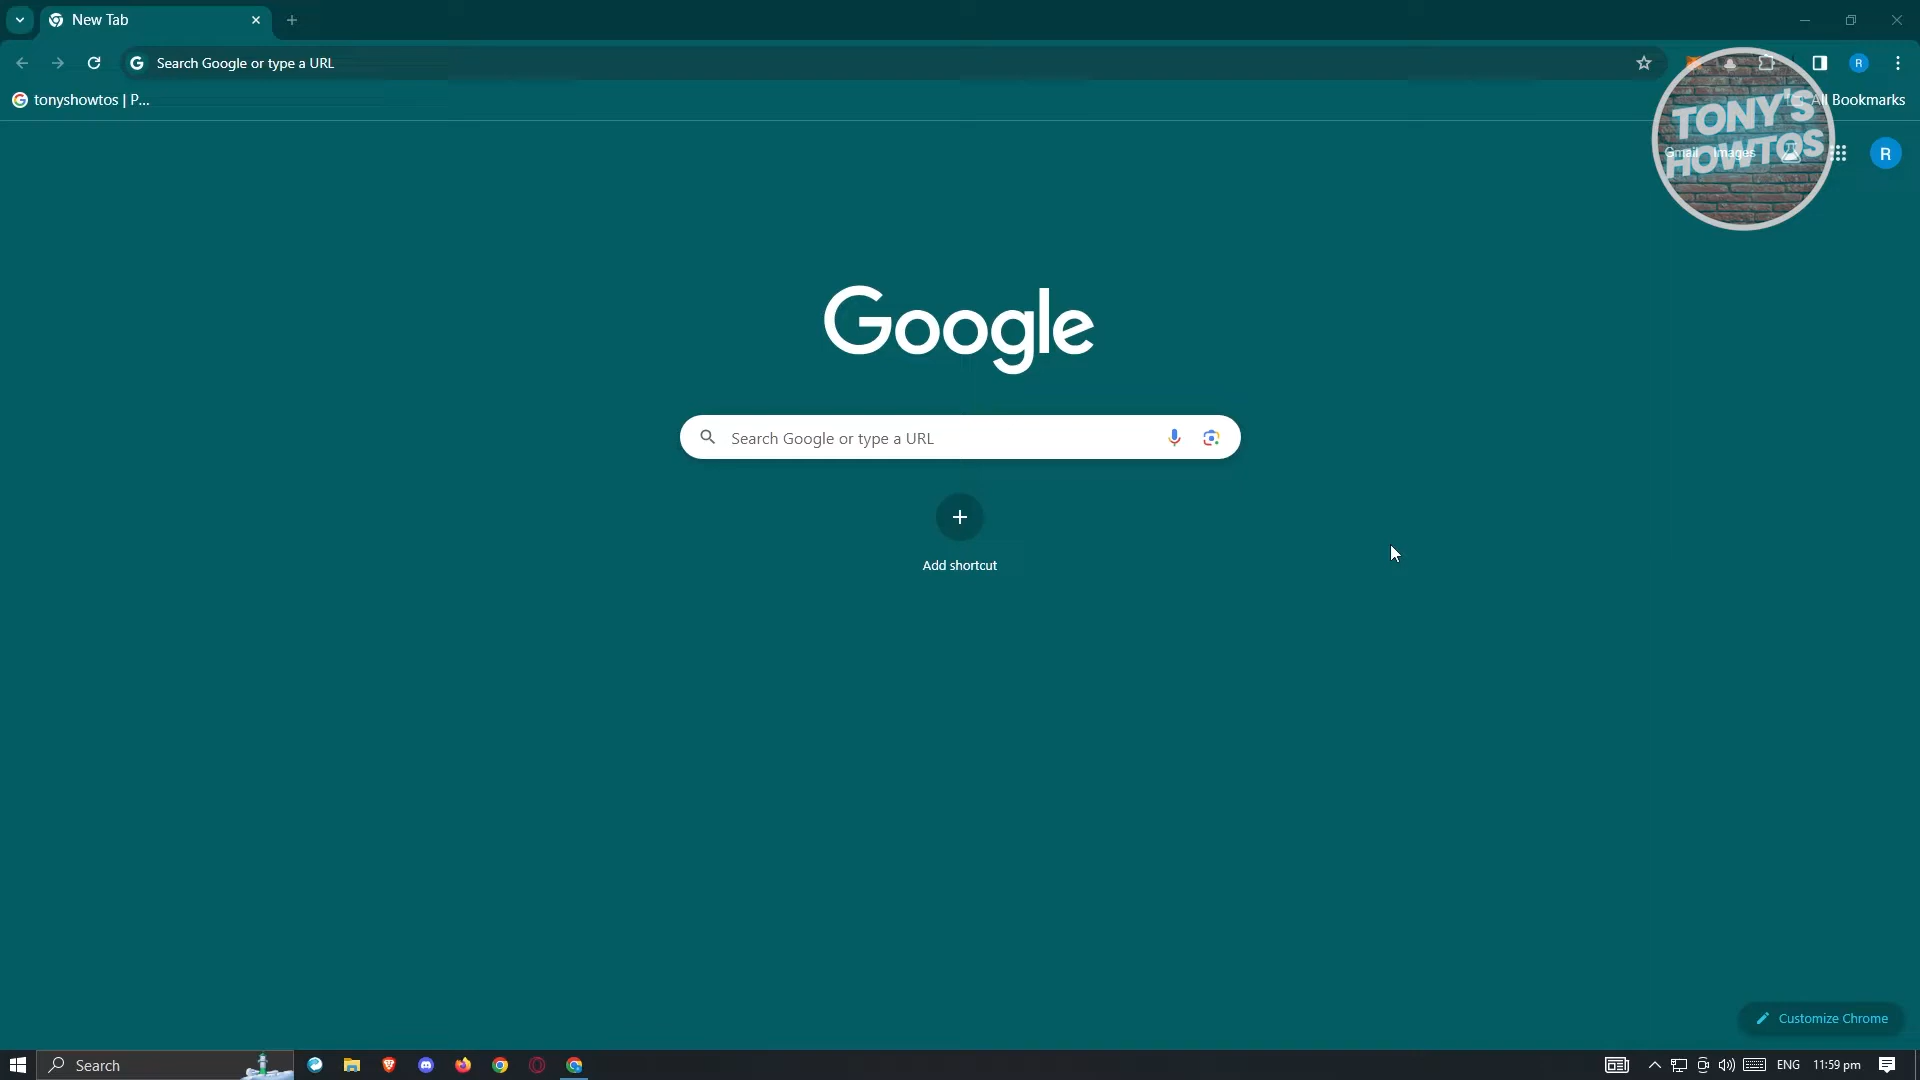 New Tab
Search Google or type a URL
tonyshowtos | P...
All Bookmarks
TONY'S
HOWTOS
Gmail Images
R
R
Google
Search Google or type a URL
Add shortcut
Customize Chrome
Search
ENG 11:59 pm